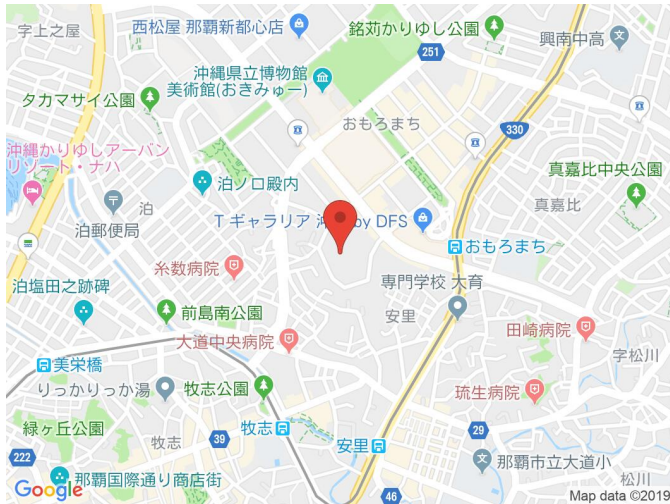 字上之屋
西松屋 那覇新都心店
銘苅かりゆし公園
興南中高
251
沖縄県立博物館
美術館(おきみゅー)
タカマサイ公園
おもろまち
330
沖縄かりゆしアーバン
リゾート・ナハ
泊ノ口殿内
真嘉比中央公園
泊
真嘉比
泊郵便局
T ギャラリア 沖 by DFS
おもろまち
糸数病院
専門学校 大育
泊塩田之跡碑
前島南公園
安里
田崎病院
大道中央病院
字松川
美栄橋
りっかりっか湯
牧志公園
琉生病院
緑ヶ丘公園
牧志
39
牧志
安里
29
222
那覇市立大道小
那覇国際通り商店街
46
Google
Map data ©2019